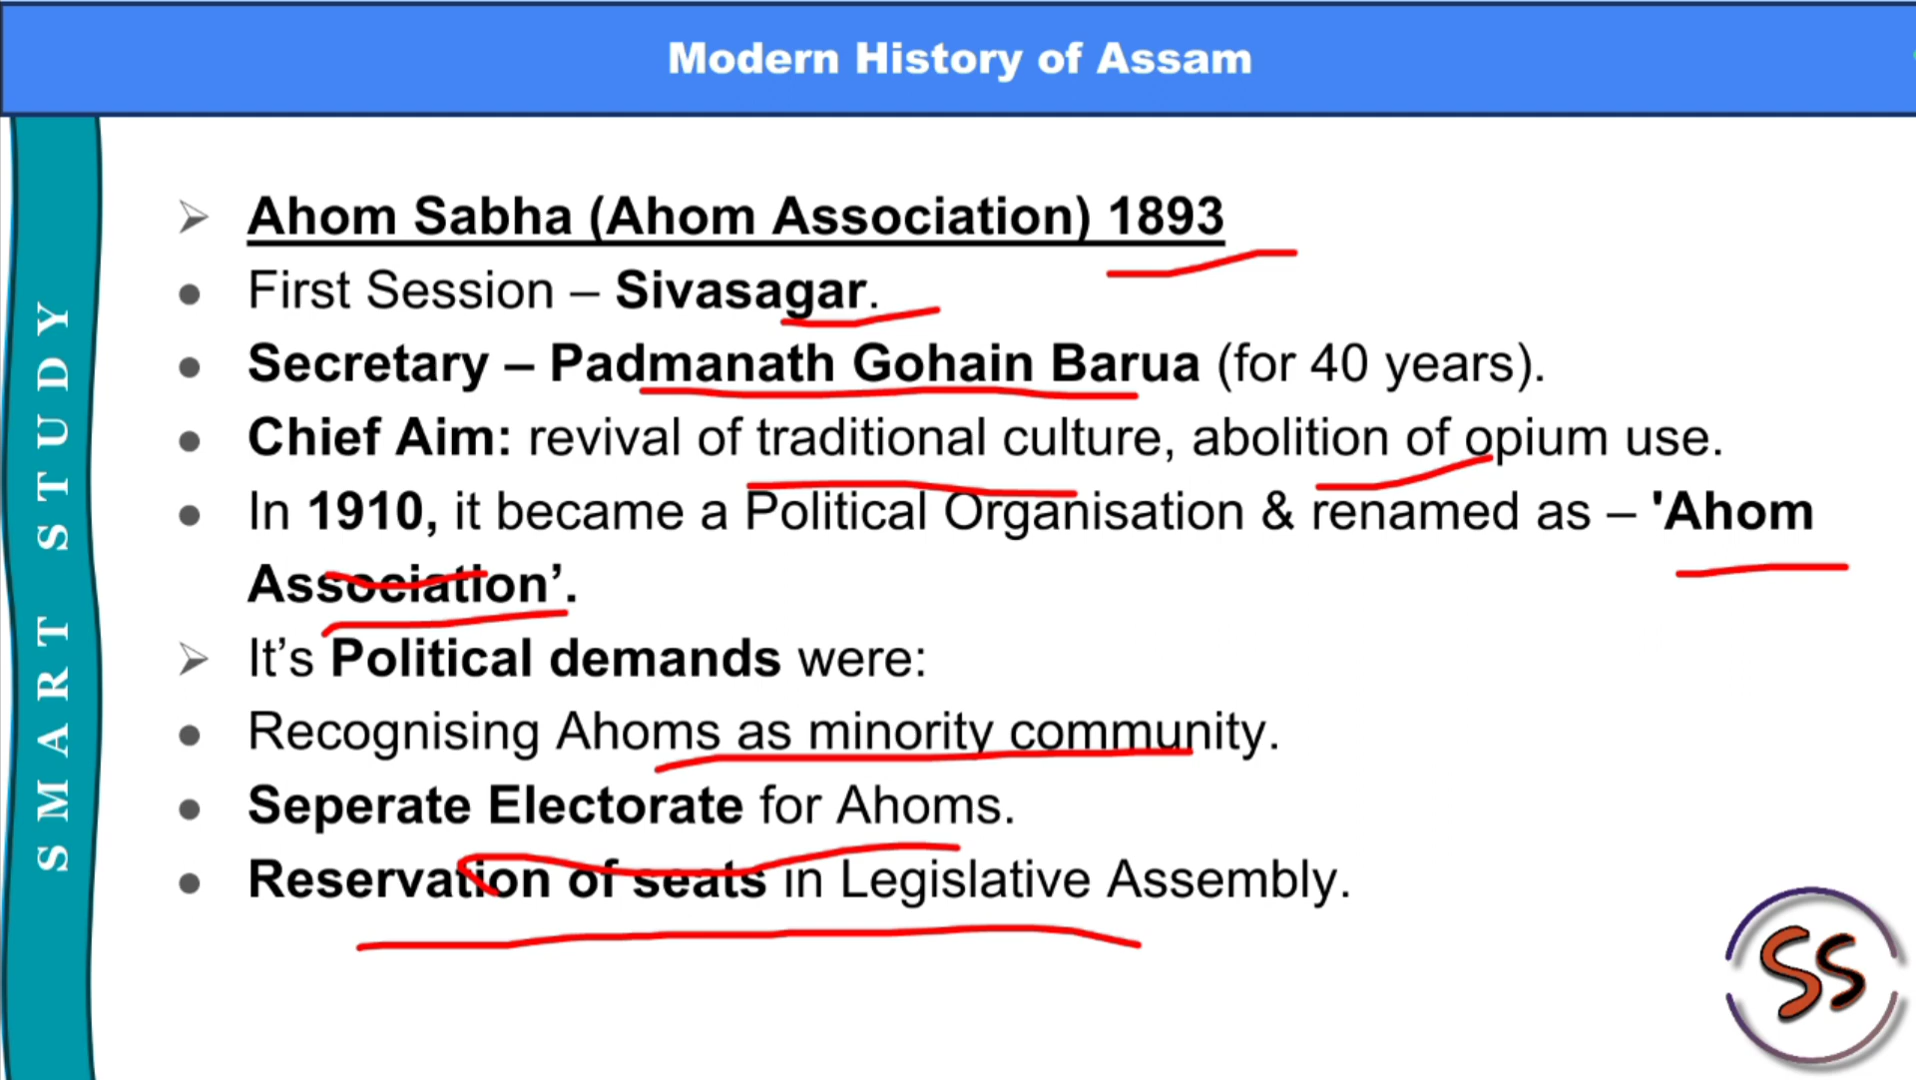 Modern History of Assam
SMART STUDY
➢ Ahom Sabha (Ahom Association) 1893
● First Session – Sivasagar.
● Secretary – Padmanath Gohain Barua (for 40 years).
● Chief Aim: revival of traditional culture, abolition of opium use.
● In 1910, it became a Political Organisation & renamed as – 'Ahom
Association’.
➢ It’s Political demands were:
● Recognising Ahoms as minority community.
● Seperate Electorate for Ahoms.
● Reservation of seats in Legislative Assembly.
SS